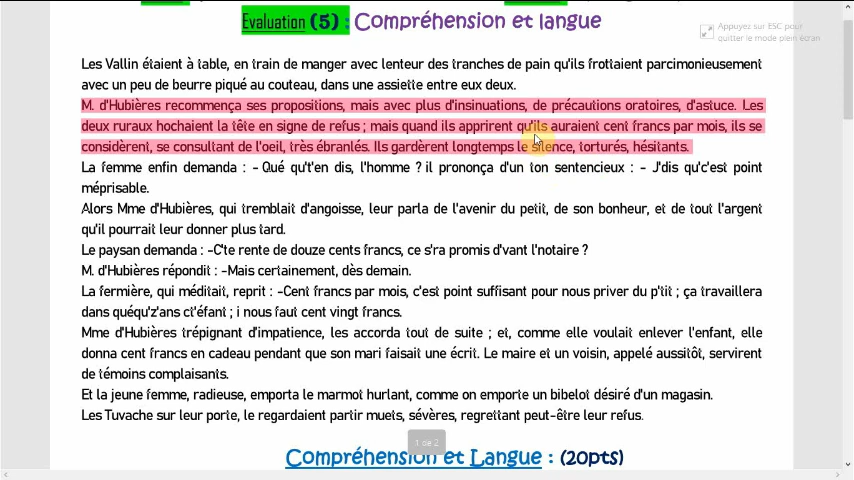 Evaluation (5) : Compréhension et langue
Appuyez sur ESC pour
quitter le mode plein écran
Les Vallin étaient à table, en train de manger avec lenteur des tranches de pain qu'ils frottaient parcimonieusement
avec un peu de beurre piqué au couteau, dans une assiette entre eux deux.
M. d'Hubières recommença ses propositions, mais avec plus d'insinuations, de précautions oratoires, d'astuce. Les
deux ruraux hochaient la tête en signe de refus ; mais quand ils apprirent qu'ils auraient cent francs par mois, ils se
considèrent, se consultant de l'oeil, très ébranlés. Ils gardèrent longtemps le silence, torturés, hésitants.
La femme enfin demanda : - Qué qu't'en dis, l'homme ? il prononça d'un ton sentencieux : - J'dis qu'c'est point
méprisable.
Alors Mme d'Hubières, qui tremblait d'angoisse, leur parla de l'avenir du petit, de son bonheur, et de tout l'argent
qu'il pourrait leur donner plus tard.
Le paysan demanda : -C'te rente de douze cents francs, ce s'ra promis d'vant l'notaire ?
M. d'Hubières répondit : -Mais certainement, dès demain.
La fermière, qui méditait, reprit : -Cent francs par mois, c'est point suffisant pour nous priver du p'tit ; ça travaillera
dans quéqu'z'ans ct'éfant ; i nous faut cent vingt francs.
Mme d'Hubières trépignant d'impatience, les accorda tout de suite ; et, comme elle voulait enlever l'enfant, elle
donna cent francs en cadeau pendant que son mari faisait une écrit. Le maire et un voisin, appelé aussitôt, servirent
de témoins complaisants.
Et la jeune femme, radieuse, emporta le marmot hurlant, comme on emporte un bibelot désiré d'un magasin.
Les Tuvache sur leur porte, le regardaient partir muets, sévères, regrettant peut-être leur refus.
1 de 2
Compréhension et Langue : (20pts)